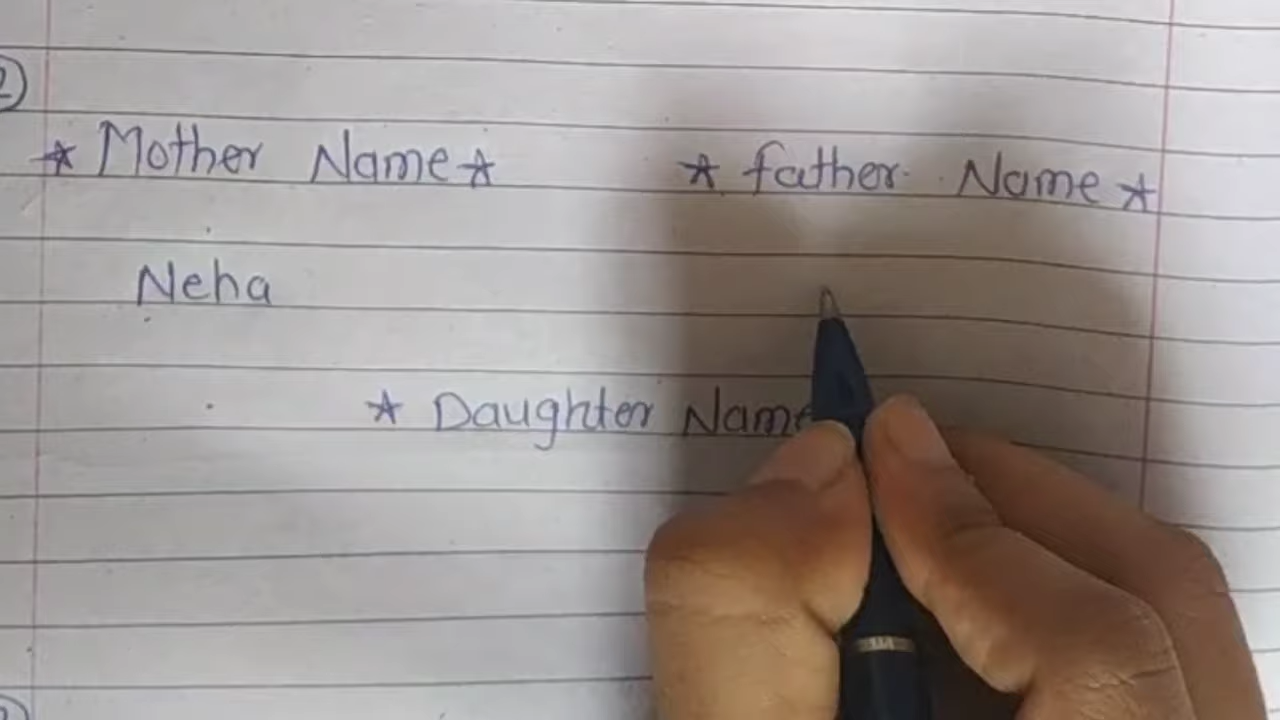 2
★ Mother Name ★ ★ father Name ★
Neha
★ Daughter Name